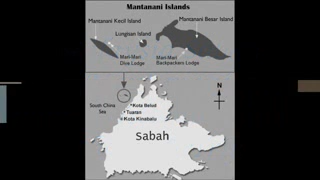 Mantanani Islands
Mantanani Kecil Island
Mantanani Besar Island
Lungisan Island
Mari-Mari
Dive Lodge
Mari-Mari
Backpackers Lodge
N
South China
Sea
Kota Belud
Tuaran
Kota Kinabalu
Sabah